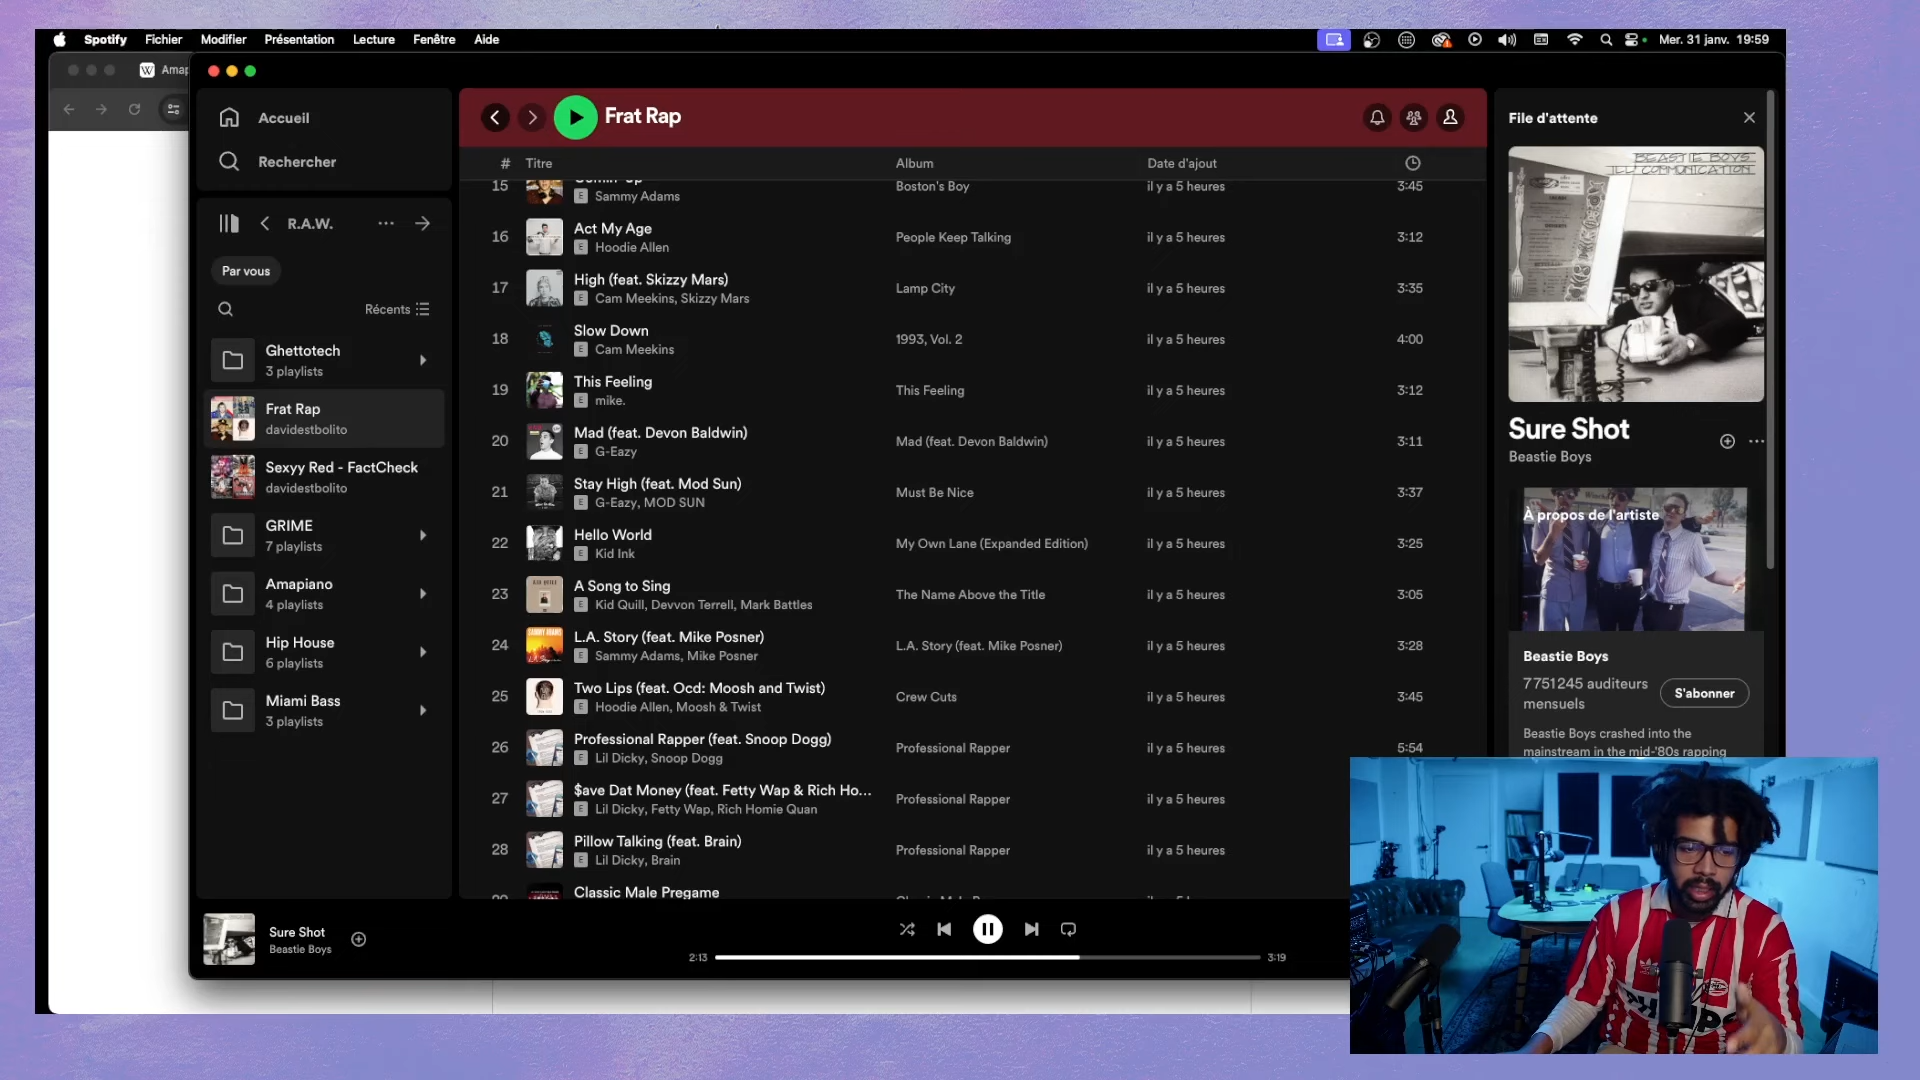 Spotify Fichier Modifier Présentation Lecture Fenêtre Aide
Mer. 31 janv. 19:59
W Amap
Accueil
Rechercher
R.A.W.
Par vous
Récents
Ghettotech
3 playlists
Frat Rap
davidestbolito
Sexyy Red - FactCheck
davidestbolito
GRIME
7 playlists
Amapiano
4 playlists
Hip House
6 playlists
Miami Bass
3 playlists
Frat Rap
# Titre Album Date d'ajout
15 Boston's Boy il y a 5 heures 3:45
E Sammy Adams
16 Act My Age People Keep Talking il y a 5 heures 3:12
E Hoodie Allen
17 High (feat. Skizzy Mars) Lamp City il y a 5 heures 3:35
E Cam Meekins, Skizzy Mars
18 Slow Down 1993, Vol. 2 il y a 5 heures 4:00
E Cam Meekins
19 This Feeling This Feeling il y a 5 heures 3:12
E mike.
20 Mad (feat. Devon Baldwin) Mad (feat. Devon Baldwin) il y a 5 heures 3:11
E G-Eazy
21 Stay High (feat. Mod Sun) Must Be Nice il y a 5 heures 3:37
E G-Eazy, MOD SUN
22 Hello World My Own Lane (Expanded Edition) il y a 5 heures 3:25
E Kid Ink
23 A Song to Sing The Name Above the Title il y a 5 heures 3:05
E Kid Quill, Devvon Terrell, Mark Battles
24 L.A. Story (feat. Mike Posner) L.A. Story (feat. Mike Posner) il y a 5 heures 3:28
E Sammy Adams, Mike Posner
25 Two Lips (feat. Ocd: Moosh and Twist) Crew Cuts il y a 5 heures 3:45
E Hoodie Allen, Moosh & Twist
26 Professional Rapper (feat. Snoop Dogg) Professional Rapper il y a 5 heures 5:54
E Lil Dicky, Snoop Dogg
27 $ave Dat Money (feat. Fetty Wap & Rich Ho... Professional Rapper il y a 5 heures
E Lil Dicky, Fetty Wap, Rich Homie Quan
28 Pillow Talking (feat. Brain) Professional Rapper il y a 5 heures
E Lil Dicky, Brain
Classic Male Pregame
File d'attente
BEASTIE BOYS
ILL COMMUNICATION
Sure Shot
Beastie Boys
À propos de l'artiste
Beastie Boys
7 751 245 auditeurs
mensuels
S'abonner
Beastie Boys crashed into the
mainstream in the mid-'80s rapping
Sure Shot
Beastie Boys
2:13
3:19